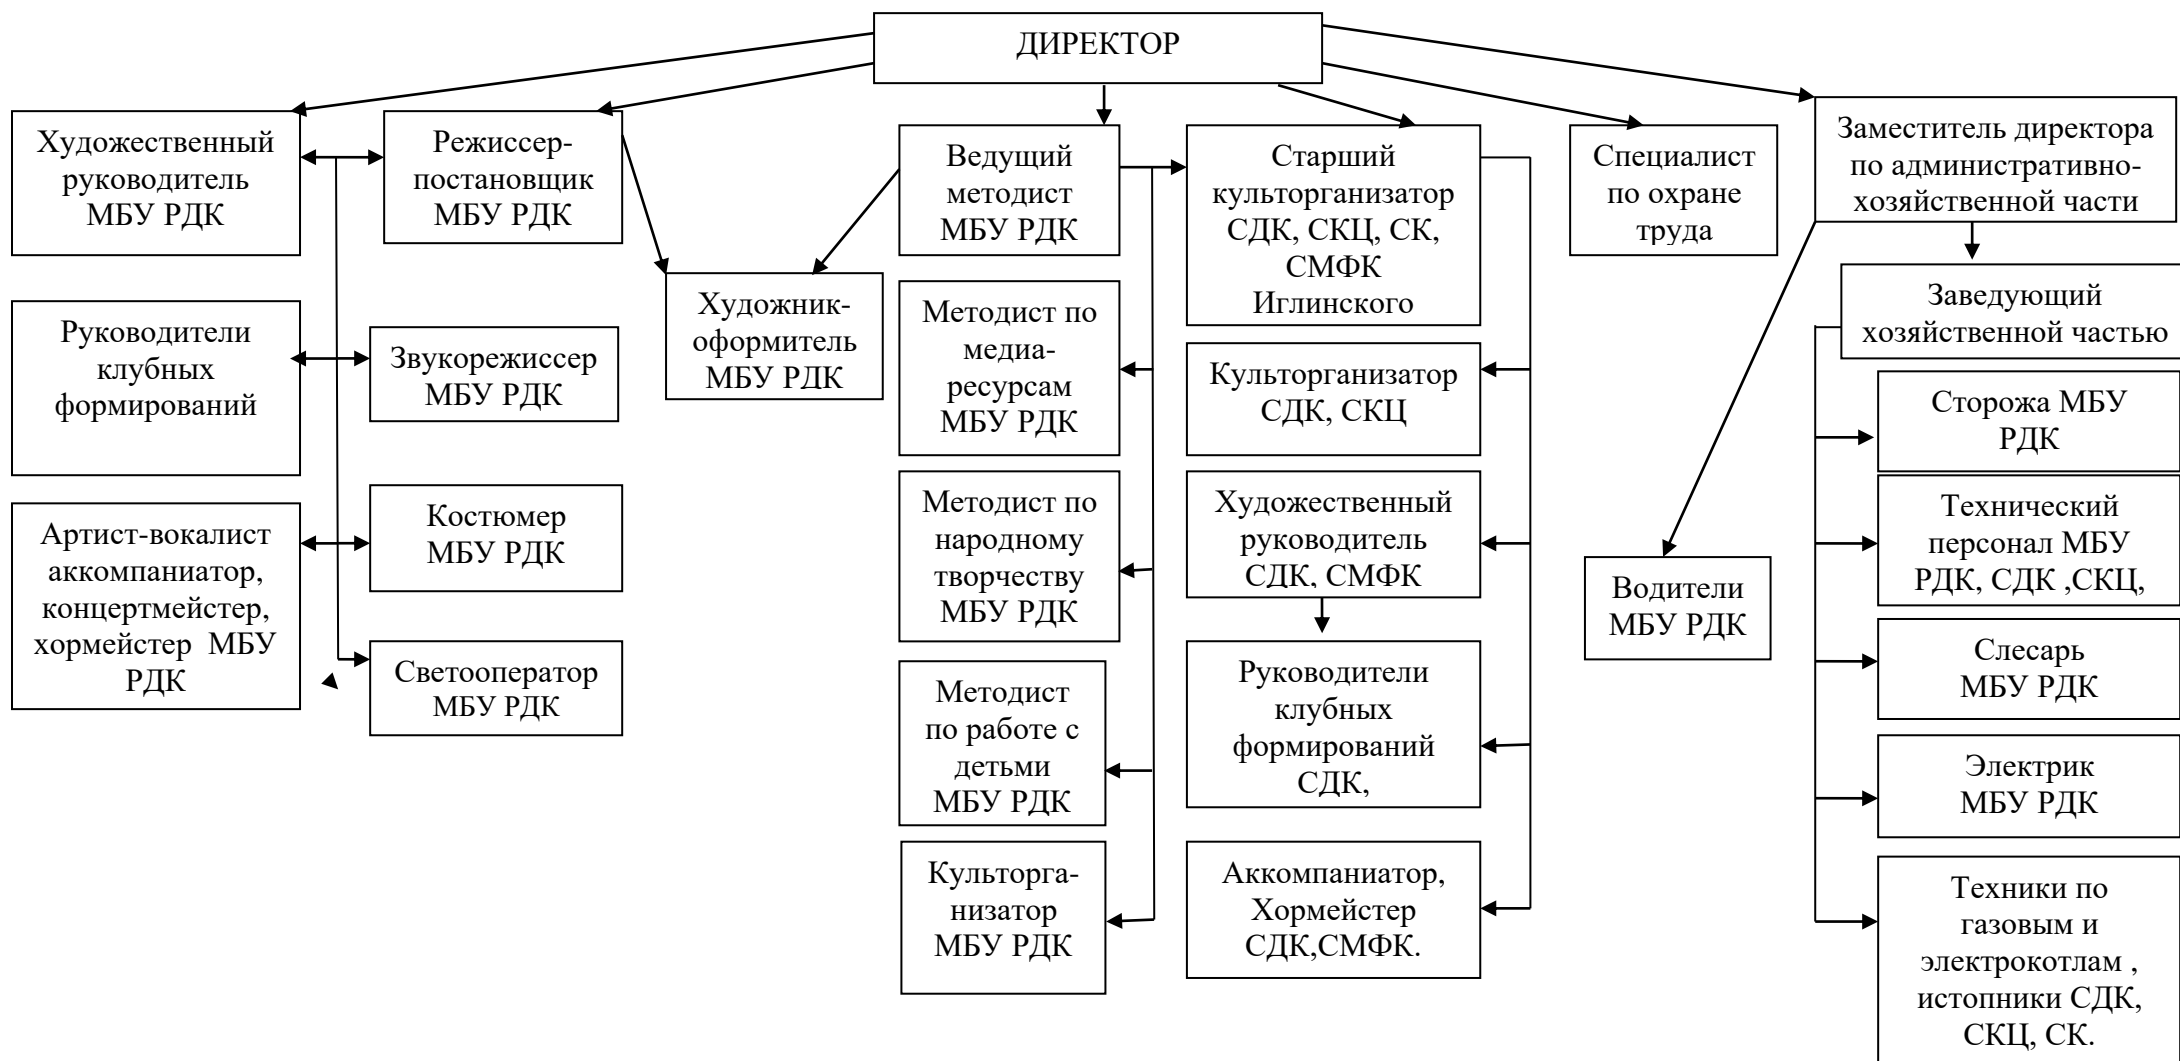 ДИРЕКТОР
Художественный
руководитель
МБУ РДК
Режиссер-
постановщик
МБУ РДК
Ведущий
методист
МБУ РДК
Старший
культорганизатор
СДК, СКЦ, СК,
СМФК
Иглинского
Специалист
по охране
труда
Заместитель директора
по административно-
хозяйственной части
Художник-
оформитель
МБУ РДК
Заведующий
хозяйственной частью
Руководители
клубных
формирований
Звукорежиссер
МБУ РДК
Методист по
медиа-
ресурсам
МБУ РДК
Культорганизатор
СДК, СКЦ
Сторожа МБУ
РДК
Артист-вокалист
аккомпаниатор,
концертмейстер,
хормейстер МБУ
РДК
Костюмер
МБУ РДК
Методист по
народному
творчеству
МБУ РДК
Художественный
руководитель
СДК, СМФК
Водители
МБУ РДК
Технический
персонал МБУ
РДК, СДК ,СКЦ,
Светооператор
МБУ РДК
Методист
по работе с
детьми
МБУ РДК
Руководители
клубных
формирований
СДК,
Слесарь
МБУ РДК
Электрик
МБУ РДК
Культорга-
низатор
МБУ РДК
Аккомпаниатор,
Хормейстер
СДК,СМФК.
Техники по
газовым и
электрокотлам ,
истопники СДК,
СКЦ, СК.